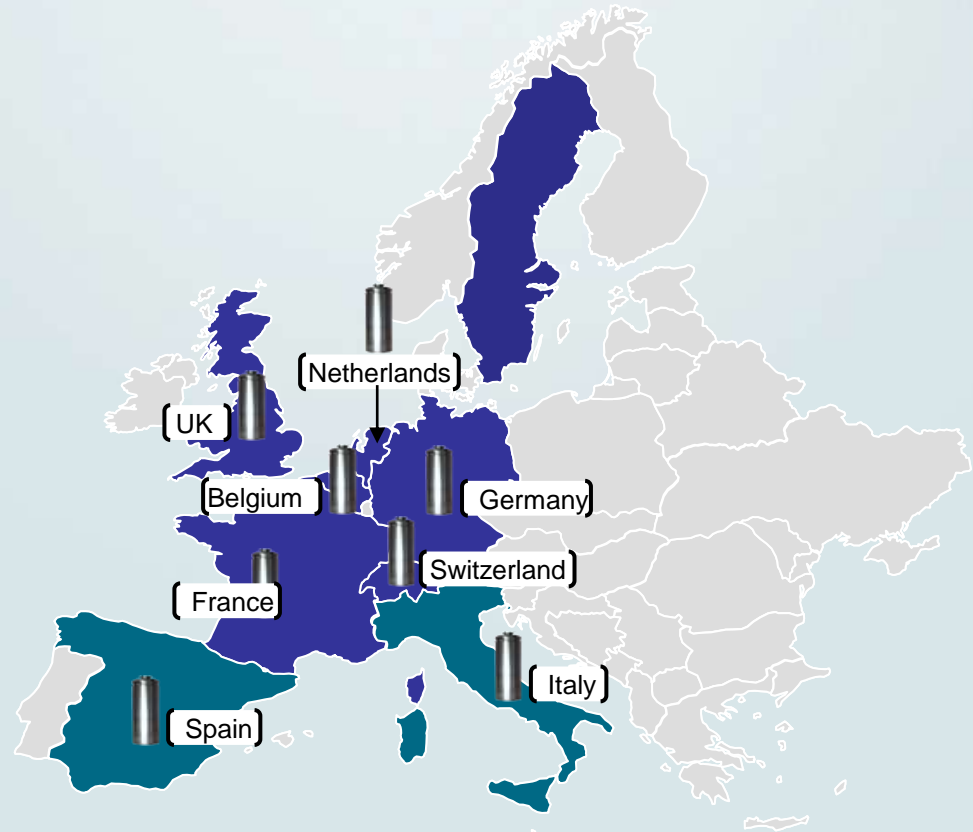 Netherlands
UK
Belgium
Germany
Switzerland
France
Italy
Spain